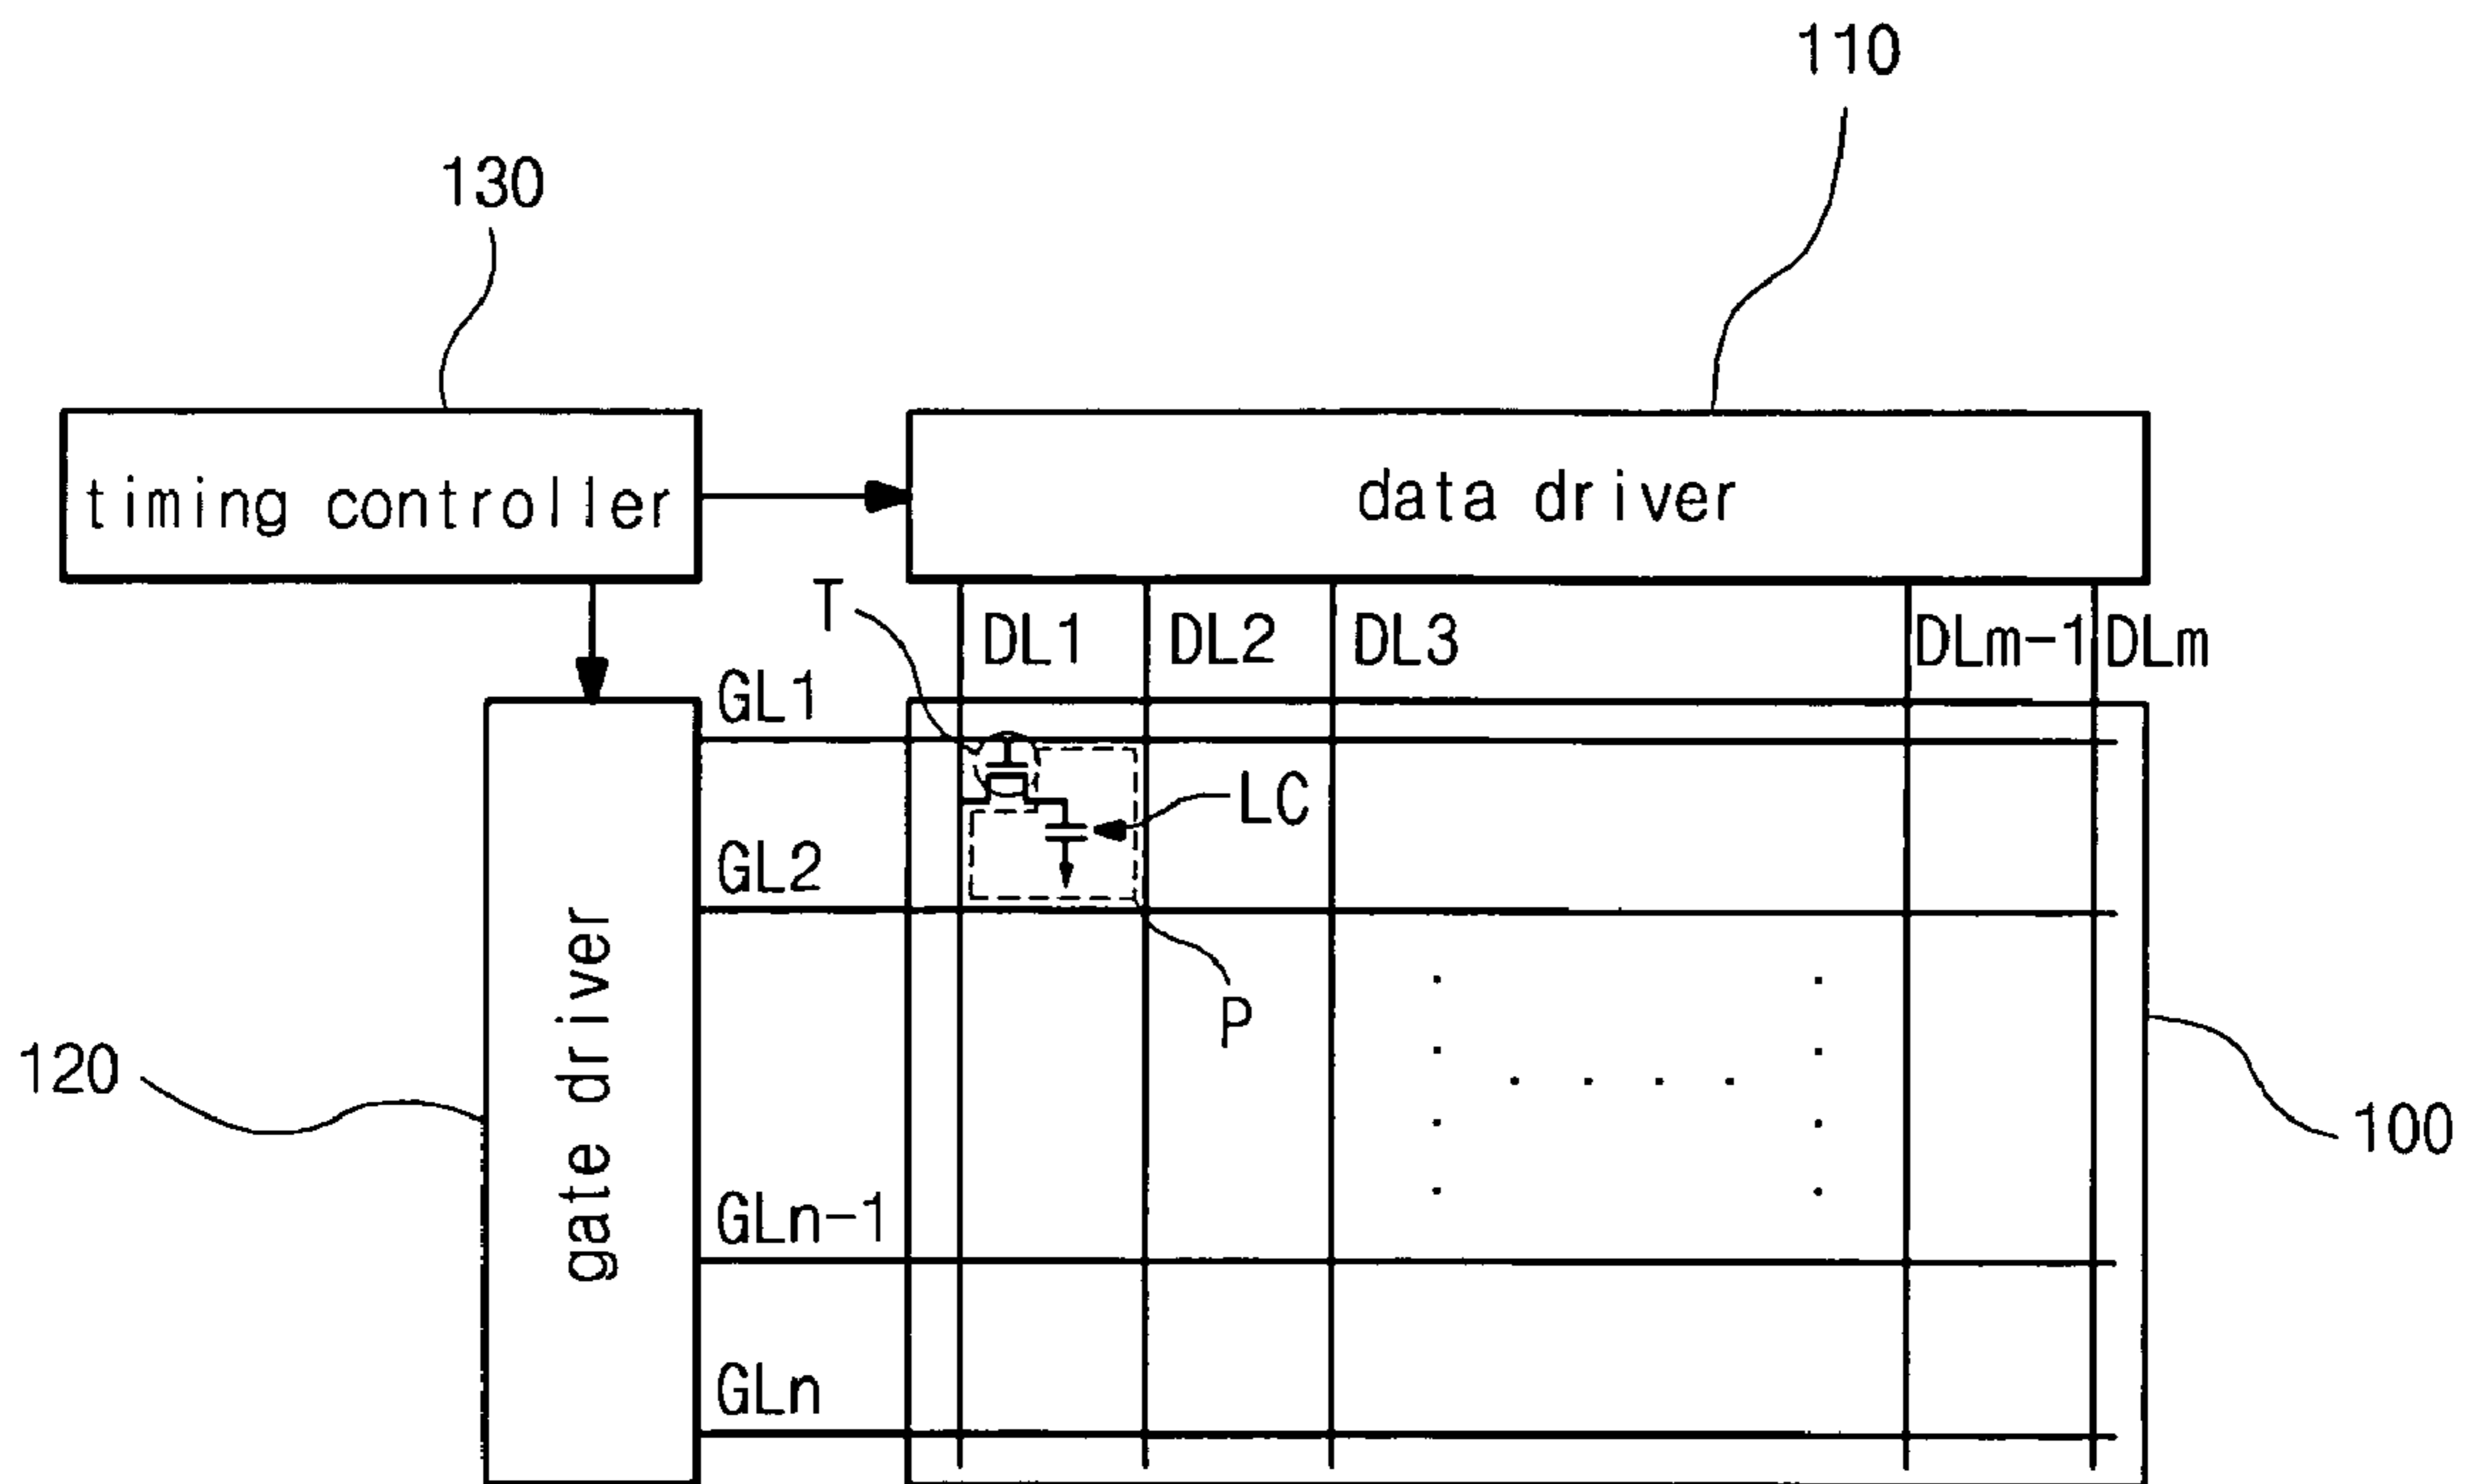 110
130
timing controller
data driver
T
DL1
DL2
DL3
DLm-1
DLm
GL1
LC
GL2
P
gate driver
120
100
GLn-1
GLn